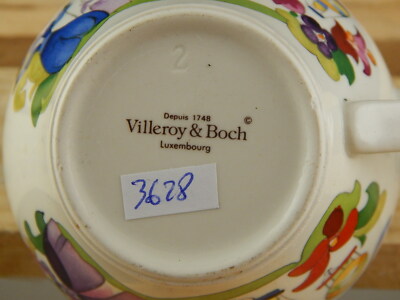 2
Depuis 1748
Villeroy & Boch ©
Luxembourg
3628